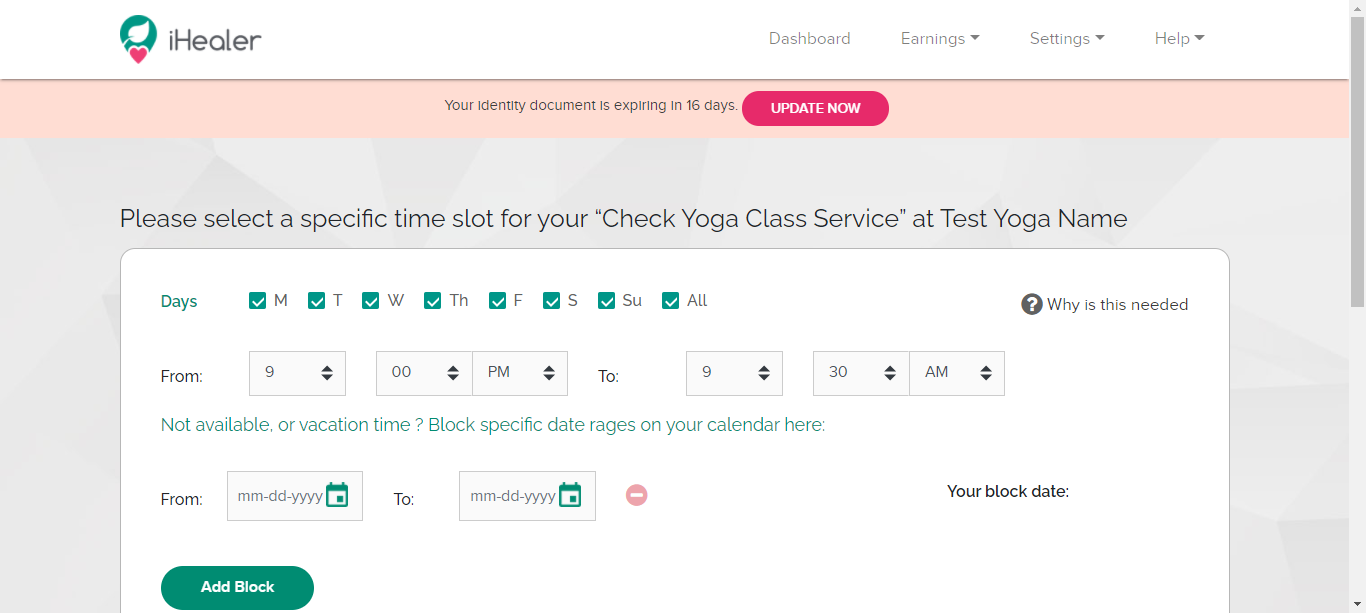 iHealer
Dashboard Earnings Settings Help
Your identity document is expiring in 16 days. UPDATE NOW
Please select a specific time slot for your “Check Yoga Class Service” at Test Yoga Name
Days M T W Th F S Su All
? Why is this needed
From: 9 00 PM To: 9 30 AM
Not available, or vacation time ? Block specific date rages on your calendar here:
From: mm-dd-yyyy To: mm-dd-yyyy Your block date:
Add Block